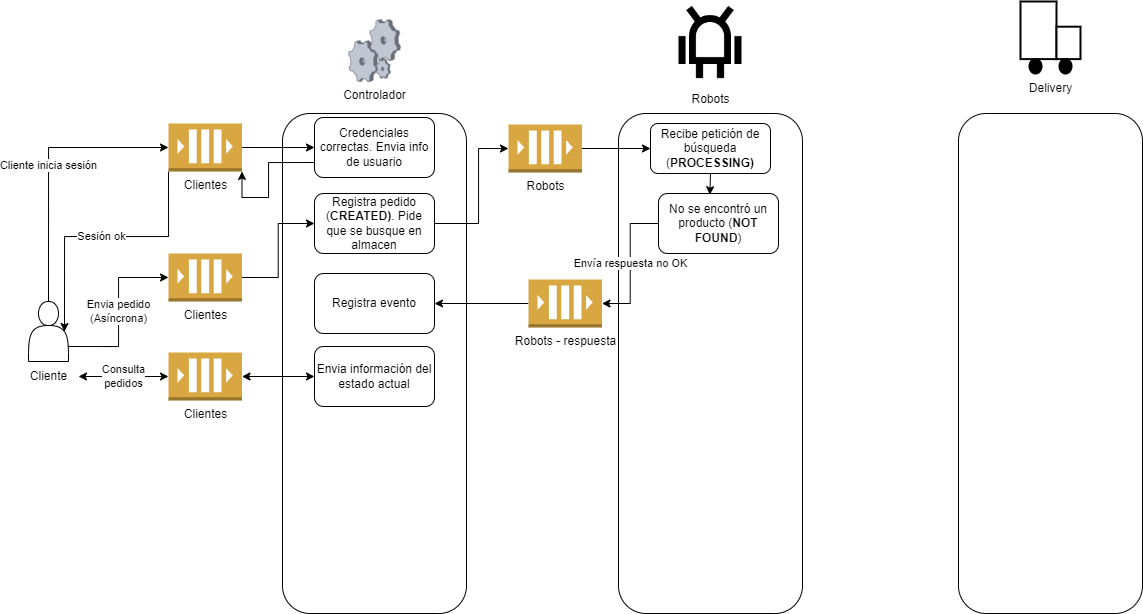 Controlador
Robots
Delivery
Cliente inicia sesión
Clientes
Credenciales
correctas. Envia info
de usuario
Robots
Recibe petición de
búsqueda
(PROCESSING)
Sesión ok
Registra pedido
(CREATED). Pide
que se busque en
almacen
No se encontró un
producto (NOT
FOUND)
Envía respuesta no OK
Envia pedido
(Asíncrona)
Clientes
Registra evento
Robots - respuesta
Cliente
Consulta
pedidos
Clientes
Envia información del
estado actual